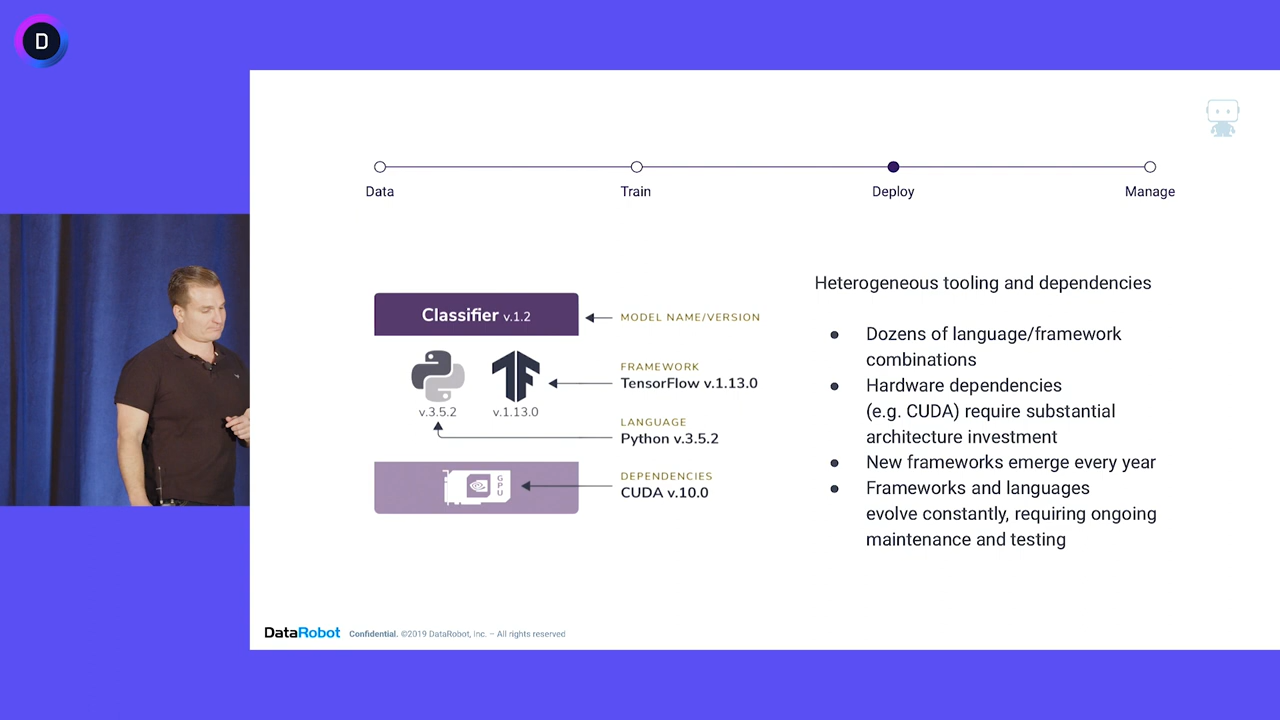 D
Data
Train
Deploy
Manage
Classifier v.1.2
MODEL NAME/VERSION
FRAMEWORK
TensorFlow v.1.13.0
v.3.5.2
v.1.13.0
LANGUAGE
Python v.3.5.2
DEPENDENCIES
CUDA v.10.0
GPU
Heterogeneous tooling and dependencies
● Dozens of language/framework
combinations
● Hardware dependencies
(e.g. CUDA) require substantial
architecture investment
● New frameworks emerge every year
● Frameworks and languages
evolve constantly, requiring ongoing
maintenance and testing
DataRobot Confidential. ©2019 DataRobot, Inc. – All rights reserved